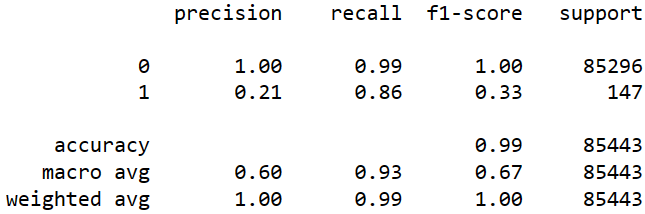 precision recall f1-score support
0 1.00 0.99 1.00 85296
1 0.21 0.86 0.33 147
accuracy 0.99 85443
macro avg 0.60 0.93 0.67 85443
weighted avg 1.00 0.99 1.00 85443